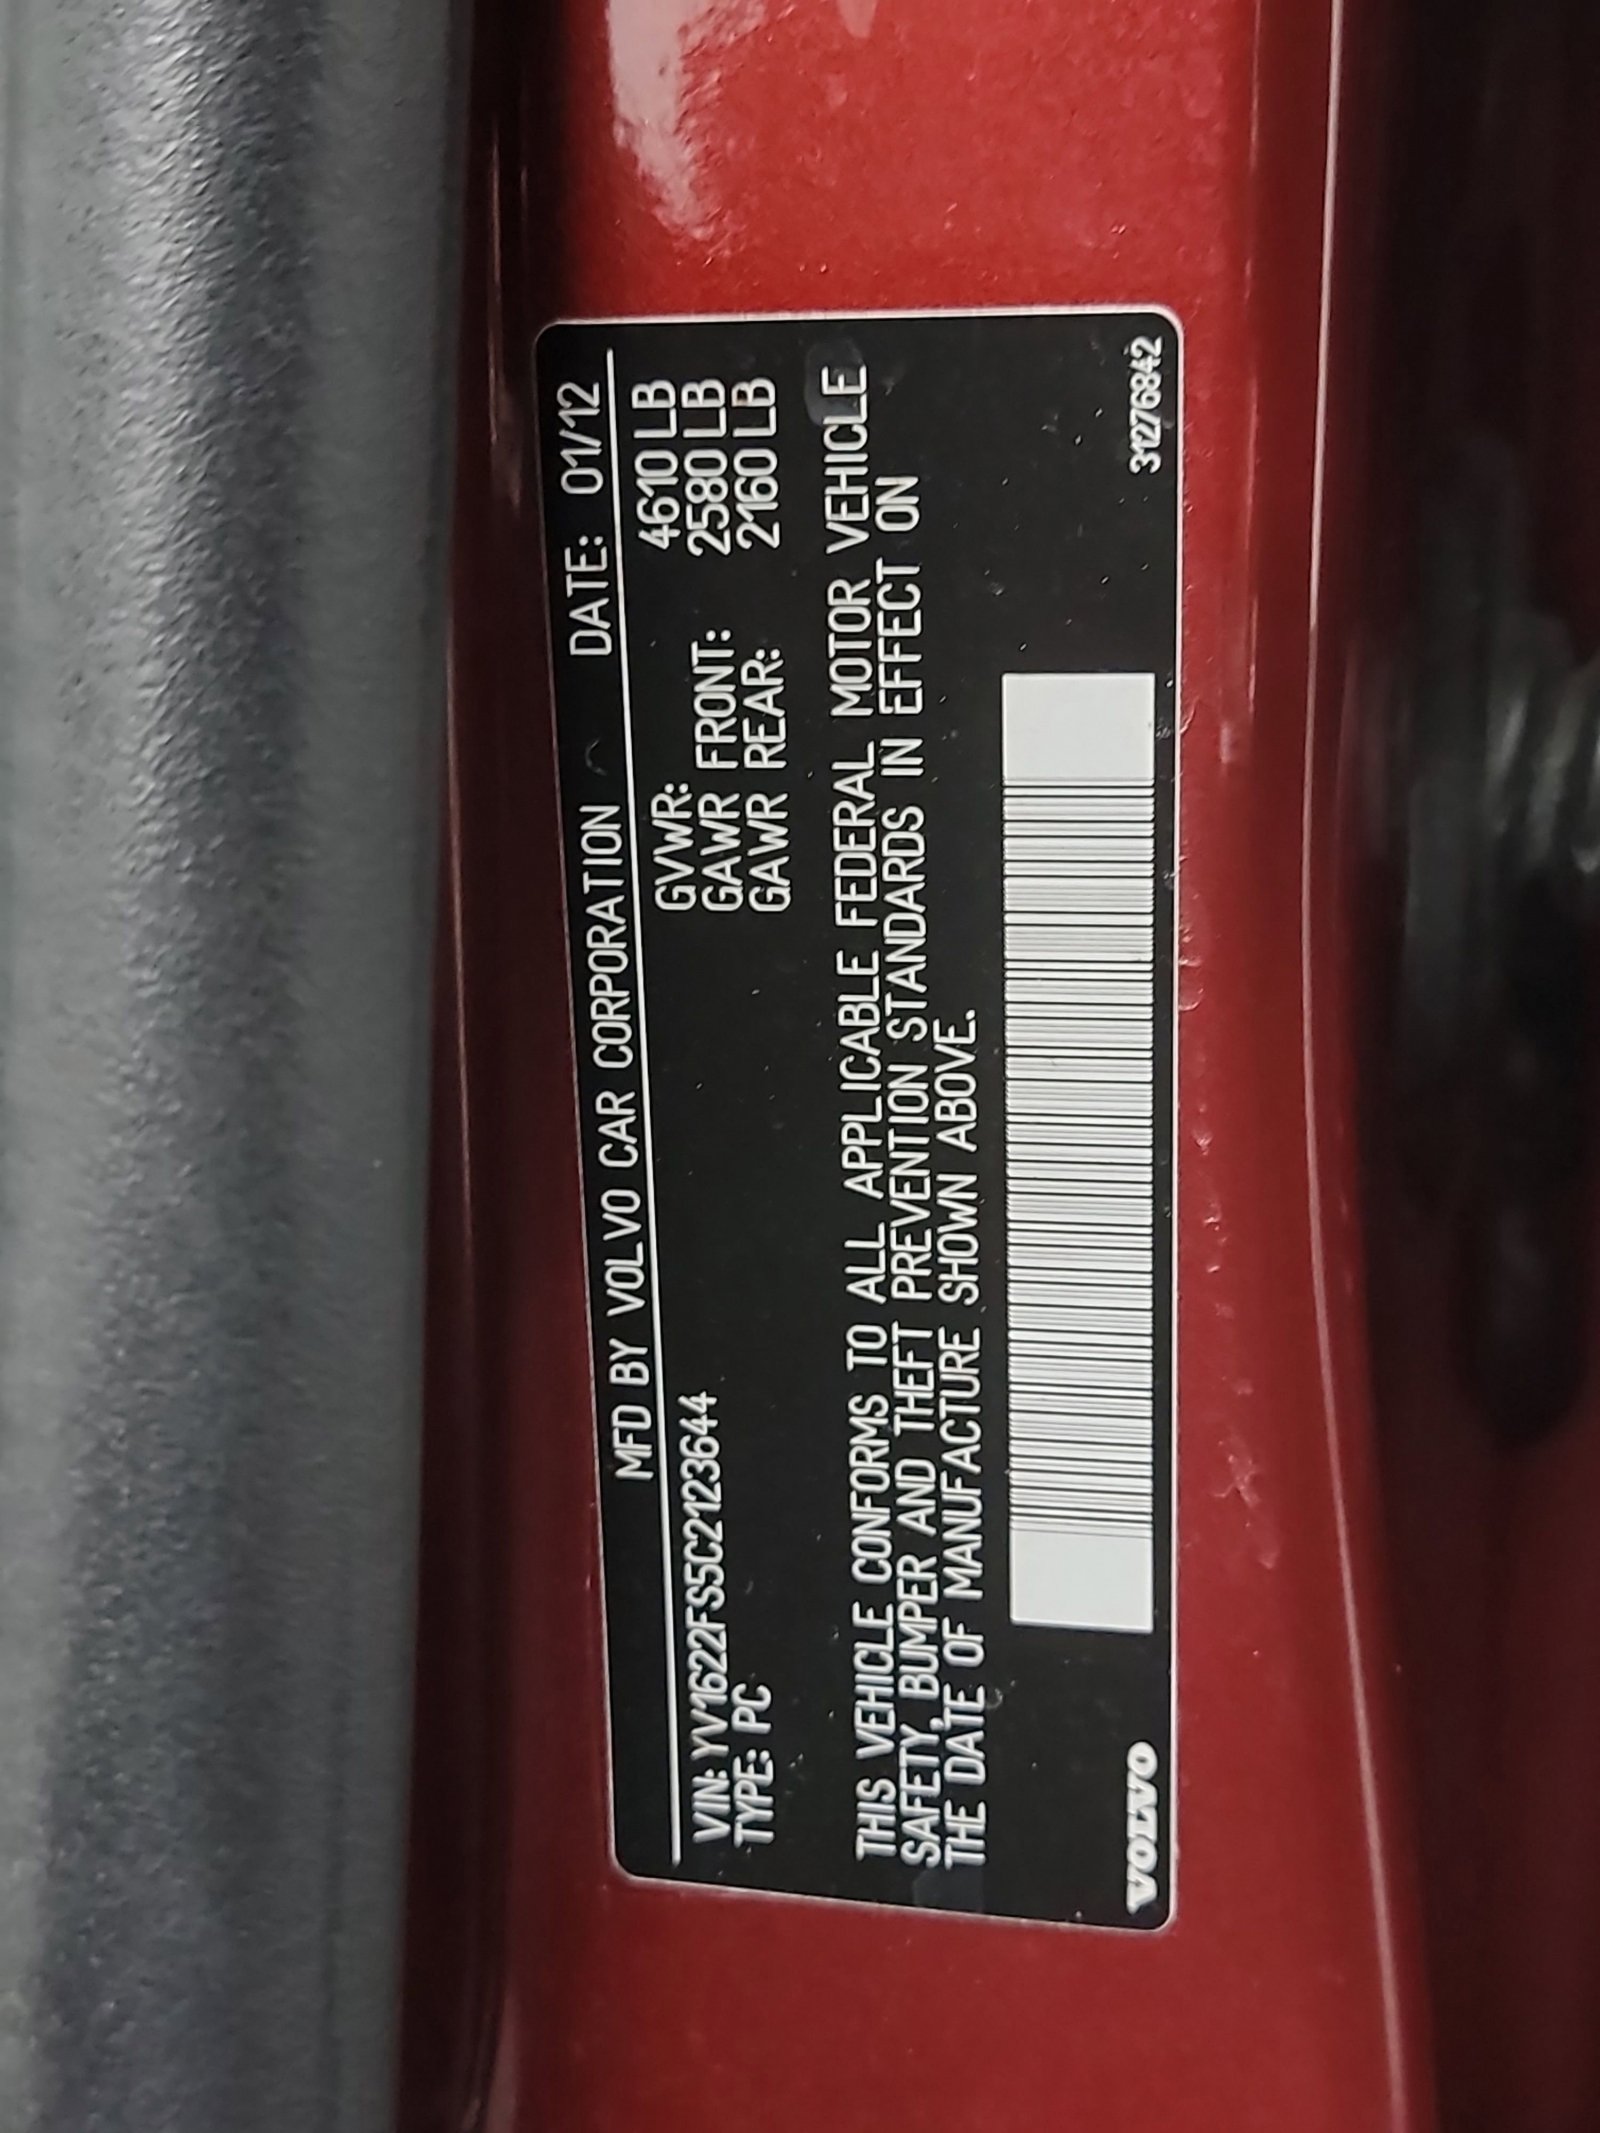 MFD BY VOLVO CAR CORPORATION DATE: 01/12
VIN: YV1622FS5C2123644 GVWR: 4610 LB
TYPE: PC GAWR FRONT: 2580 LB
GAWR REAR: 2160 LB
THIS VEHICLE CONFORMS TO ALL APPLICABLE FEDERAL MOTOR VEHICLE
SAFETY, BUMPER AND THEFT PREVENTION STANDARDS IN EFFECT ON
THE DATE OF MANUFACTURE SHOWN ABOVE.
VOLVO 31276842